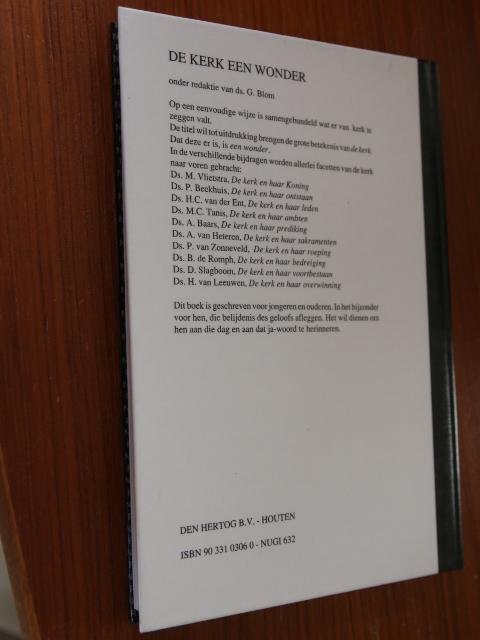 DE KERK EEN WONDER
onder redaktie van ds. G. Blom
Op een eenvoudige wijze is samengebundeld wat er van kerk te
zeggen valt.
De titel wil tot uitdrukking brengen de grote betekenis van de kerk.
Dat deze er is, is een wonder.
In de verschillende bijdragen worden allerlei facetten van de kerk
naar voren gebracht:
Ds. M. Vlietstra, De kerk en haar Koning
Ds. P. Beekhuis, De kerk en haar ontstaan
Ds. H.C. van der Ent, De kerk en haar leden
Ds. M.C. Tanis, De kerk en haar ambten
Ds. A. Baars, De kerk en haar prediking
Ds. A. van Heteren, De kerk en haar sakramenten
Ds. P. van Zonneveld, De kerk en haar roeping
Ds. B. de Romph, De kerk en haar bedreiging
Ds. D. Slagboom, De kerk en haar voortbestaan
Ds. H. van Leeuwen, De kerk en haar overwinning
Dit boek is geschreven voor jongeren en ouderen. In het bijzonder
voor hen, die belijdenis des geloofs afleggen. Het wil dienen om
hen aan die dag en aan dat ja-woord te herinneren.
DEN HERTOG B.V. - HOUTEN
ISBN 90 331 0306 0 - NUGI 632